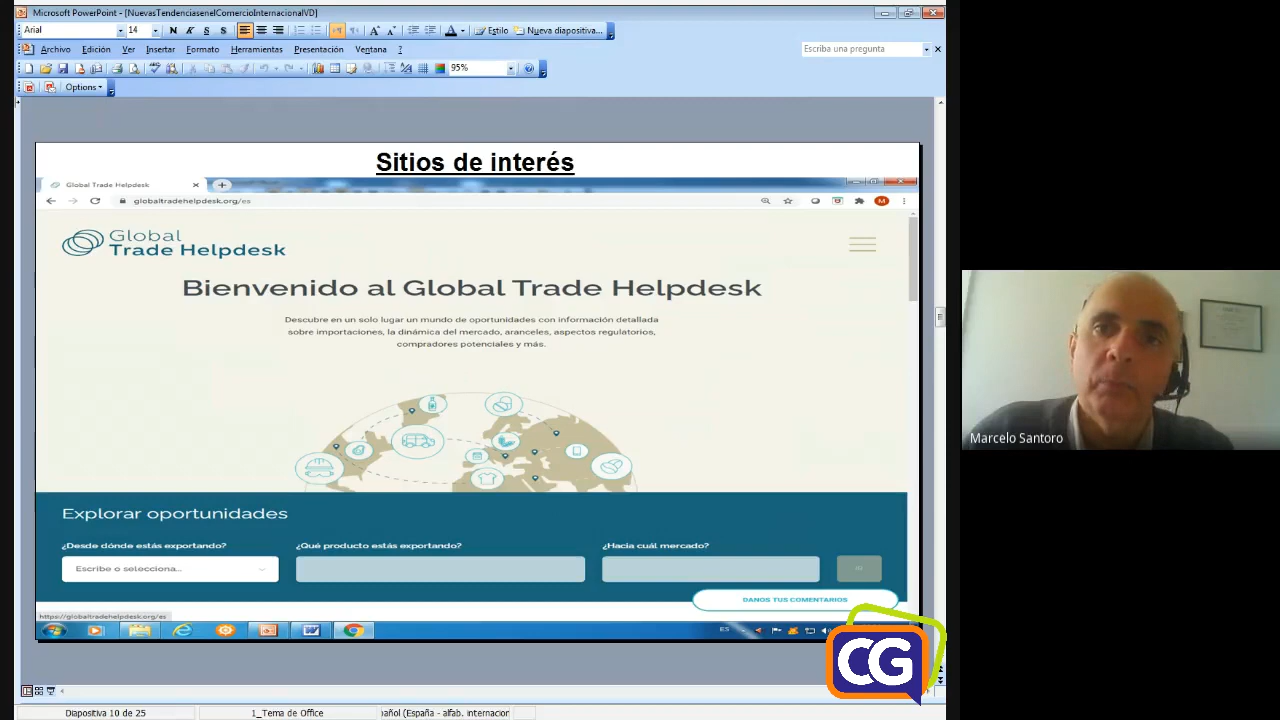 Microsoft PowerPoint - [NuevasTendenciasenelComercioInternacionalVD]
Arial 14 N K S S Estilo Nueva diapositiva...
Archivo Edición Ver Insertar Formato Herramientas Presentación Ventana ? Escriba una pregunta
95%
Options
Sitios de interés
Global Trade Helpdesk
globaltradehelpdesk.org/es M
Global
Trade Helpdesk
Bienvenido al Global Trade Helpdesk
Descubre en un solo lugar un mundo de oportunidades con información detallada
sobre importaciones, la dinámica del mercado, aranceles, aspectos regulatorios,
compradores potenciales y más.
Explorar oportunidades
¿Desde dónde estás exportando? ¿Qué producto estás exportando? ¿Hacia cuál mercado?
Escribe o selecciona...
DANOS TUS COMENTARIOS
https://globaltradehelpdesk.org/es
ES
CG
Diapositiva 10 de 25 1_Tema de Office añol (España - alfab. internacion
Marcelo Santoro